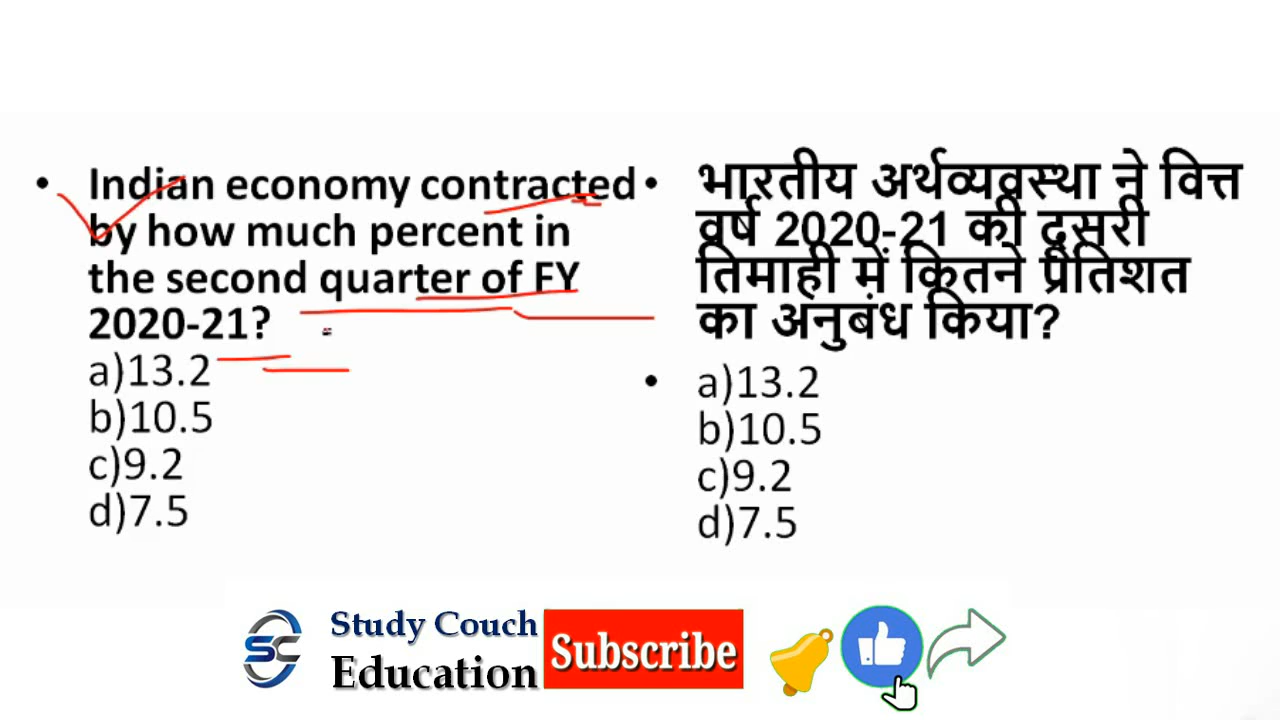 • Indian economy contracted
by how much percent in
the second quarter of FY
2020-21?
a)13.2
b)10.5
c)9.2
d)7.5
• भारतीय अर्थव्यवस्था ने वित्त
वर्ष 2020-21 की दूसरी
तिमाही में कितने प्रतिशत
का अनुबंध किया?
• a)13.2
b)10.5
c)9.2
d)7.5
SC
Study Couch
Education
Subscribe